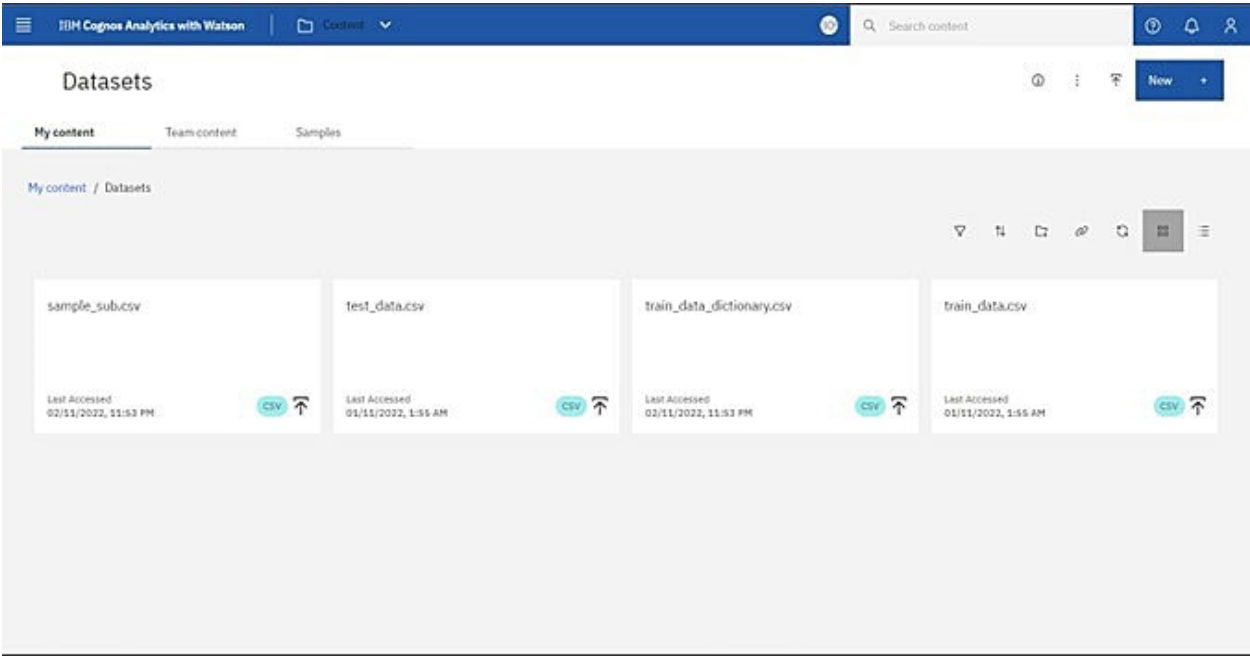 IBM Cognos Analytics with Watson
Content
Search content
Datasets
New +
My content
Team content
Samples
My content / Datasets
sample_sub.csv
Last Accessed
02/11/2022, 11:53 PM
CSV
test_data.csv
Last Accessed
01/11/2022, 1:55 AM
CSV
train_data_dictionary.csv
Last Accessed
02/11/2022, 11:53 PM
CSV
train_data.csv
Last Accessed
01/11/2022, 1:55 AM
CSV